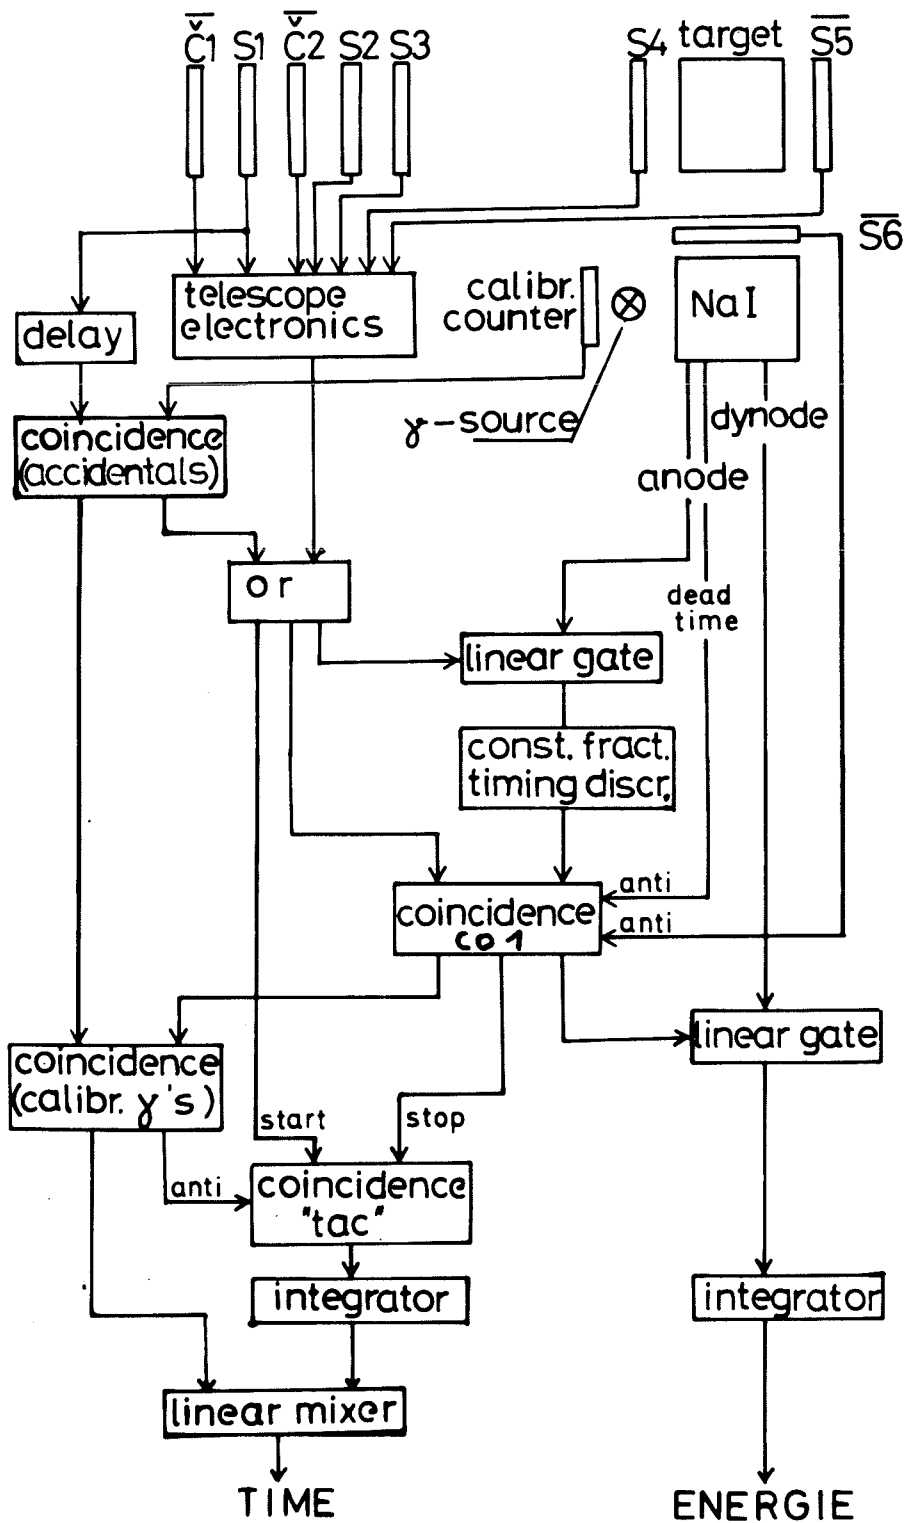 Č1 S1 Č2 S2 S3 S4 target S5
S6
telescope
electronics
calibr.
counter
NaI
delay
γ-source
dynode
coincidence
(accidentals)
anode
or
dead
time
linear gate
const. fract.
timing discr.
anti
coincidence
co1
anti
linear gate
coincidence
(calibr. γ's)
start
stop
anti
coincidence
"tac"
integrator
integrator
linear mixer
TIME
ENERGIE